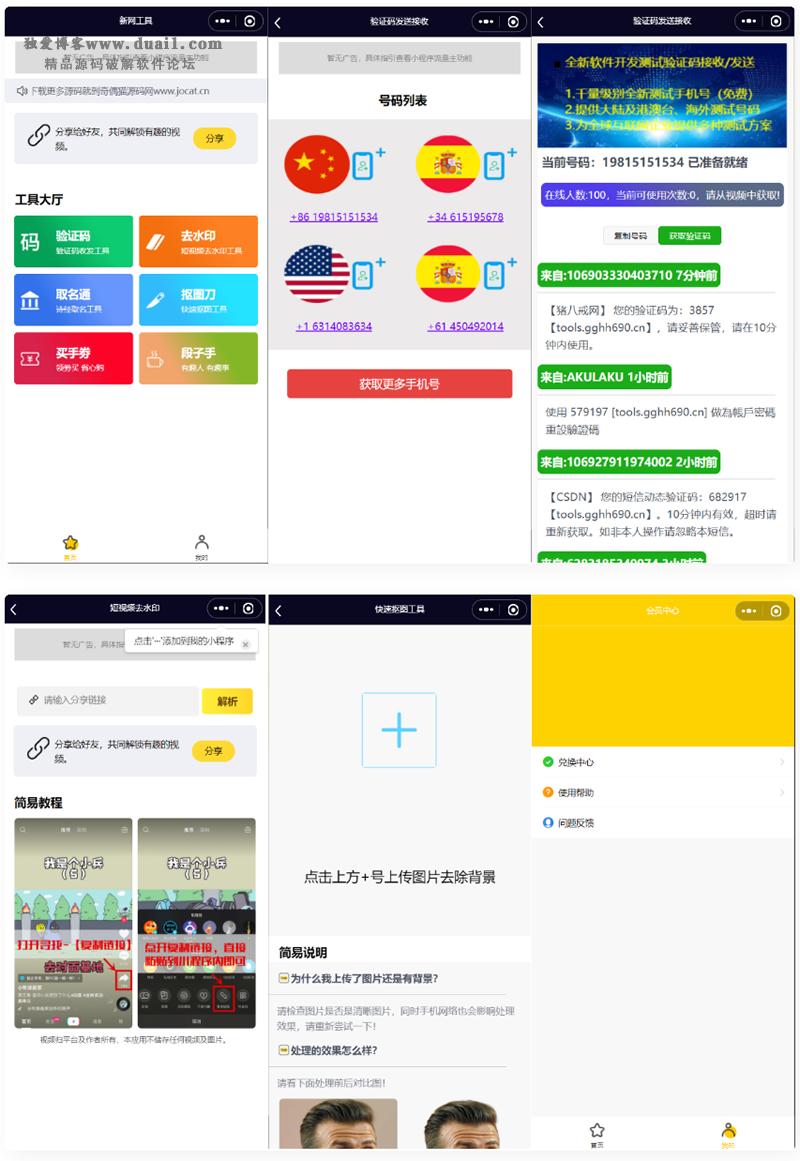 新网工具
独爱博客www.duail.com
精品源码破解软件论坛
下载更多源码就到奇偶猫源码网www.jocat.cn
分享给好友，共同解锁有趣的视
频。
分享
工具大厅
码
验证码
验证码收发工具
去水印
短视频去水印工具
取名通
诗经取名工具
抠图刀
快速抠图工具
买手券
领券买 省心购
段子手
有趣人 有趣事
首页
我的
验证码发送接收
暂无广告，具体指引查看小程序流量主功能
号码列表
+86 19815151534
+34 615195678
+1 6314083634
+61 450492014
获取更多手机号
验证码发送接收
全新软件开发测试验证码接收/发送
1.千量级别全新测试手机号（免费）
2.提供大陆及港澳台、海外测试号码
3.为全球互联网企业提供多种测试方案
当前号码：19815151534 已准备就绪
在线人数:100，当前可使用次数:0，请从视频中获取!
复制号码
获取验证码
来自:106903330403710 7分钟前
【猪八戒网】 您的验证码为：3857
【tools.gghh690.cn】，请妥善保管，请在10分
钟内使用。
来自:AKULAKU 1小时前
使用 579197 [tools.gghh690.cn] 做為帳戶密碼
重設驗證碼
来自:106927911974002 2小时前
【CSDN】 您的短信动态验证码：682917
【tools.gghh690.cn】。10分钟内有效，超时请
重新获取。如非本人操作请忽略本短信。
短视频去水印
暂无广告，具体指
点击"···"添加到我的小程序
请输入分享链接
解析
分享给好友，共同解锁有趣的视
频。
分享
简易教程
我是个小兵
（6）
打开寻找-【复制链接】
去对面基地
我是个小兵
（6）
点开复制链接，直接
粘贴到小程序内即可
视频归平台及作者所有，本应用不储存任何视频及图片。
快速抠图工具
点击上方+号上传图片去除背景
简易说明
为什么我上传了图片还是有背景?
请检查图片是否是清晰图片，同时手机网络也会影响处理
效果，请重新尝试一下!
处理的效果怎么样?
请看下面处理前后对比图!
会员中心
兑换中心
使用帮助
问题反馈
首页
我的